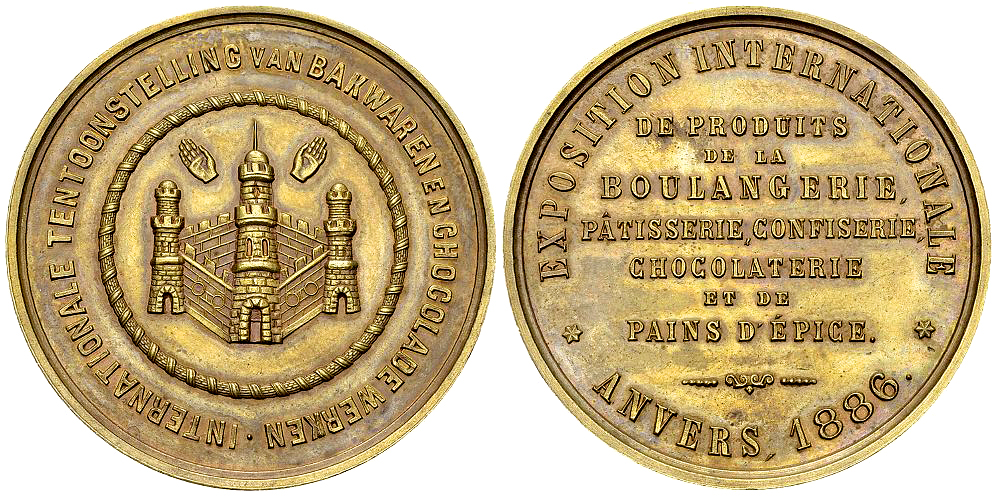 INTERNATIONALE TENTOONSTELLING VAN BAKWAREN EN CHOCOLADE WERKEN ·
EXPOSITION INTERNATIONALE
DE PRODUITS
DE LA
BOULANGERIE,
PÂTISSERIE, CONFISERIE,
CHOCOLATERIE
ET DE
PAINS D'ÉPICE.
ANVERS, 1886.